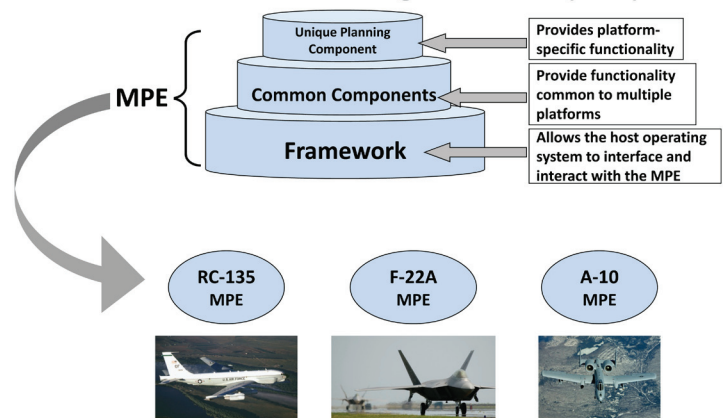 Unique Planning
Component
Provides platform-
specific functionality
MPE
Common Components
Provide functionality
common to multiple
platforms
Framework
Allows the host operating
system to interface and
interact with the MPE
RC-135
MPE
F-22A
MPE
A-10
MPE